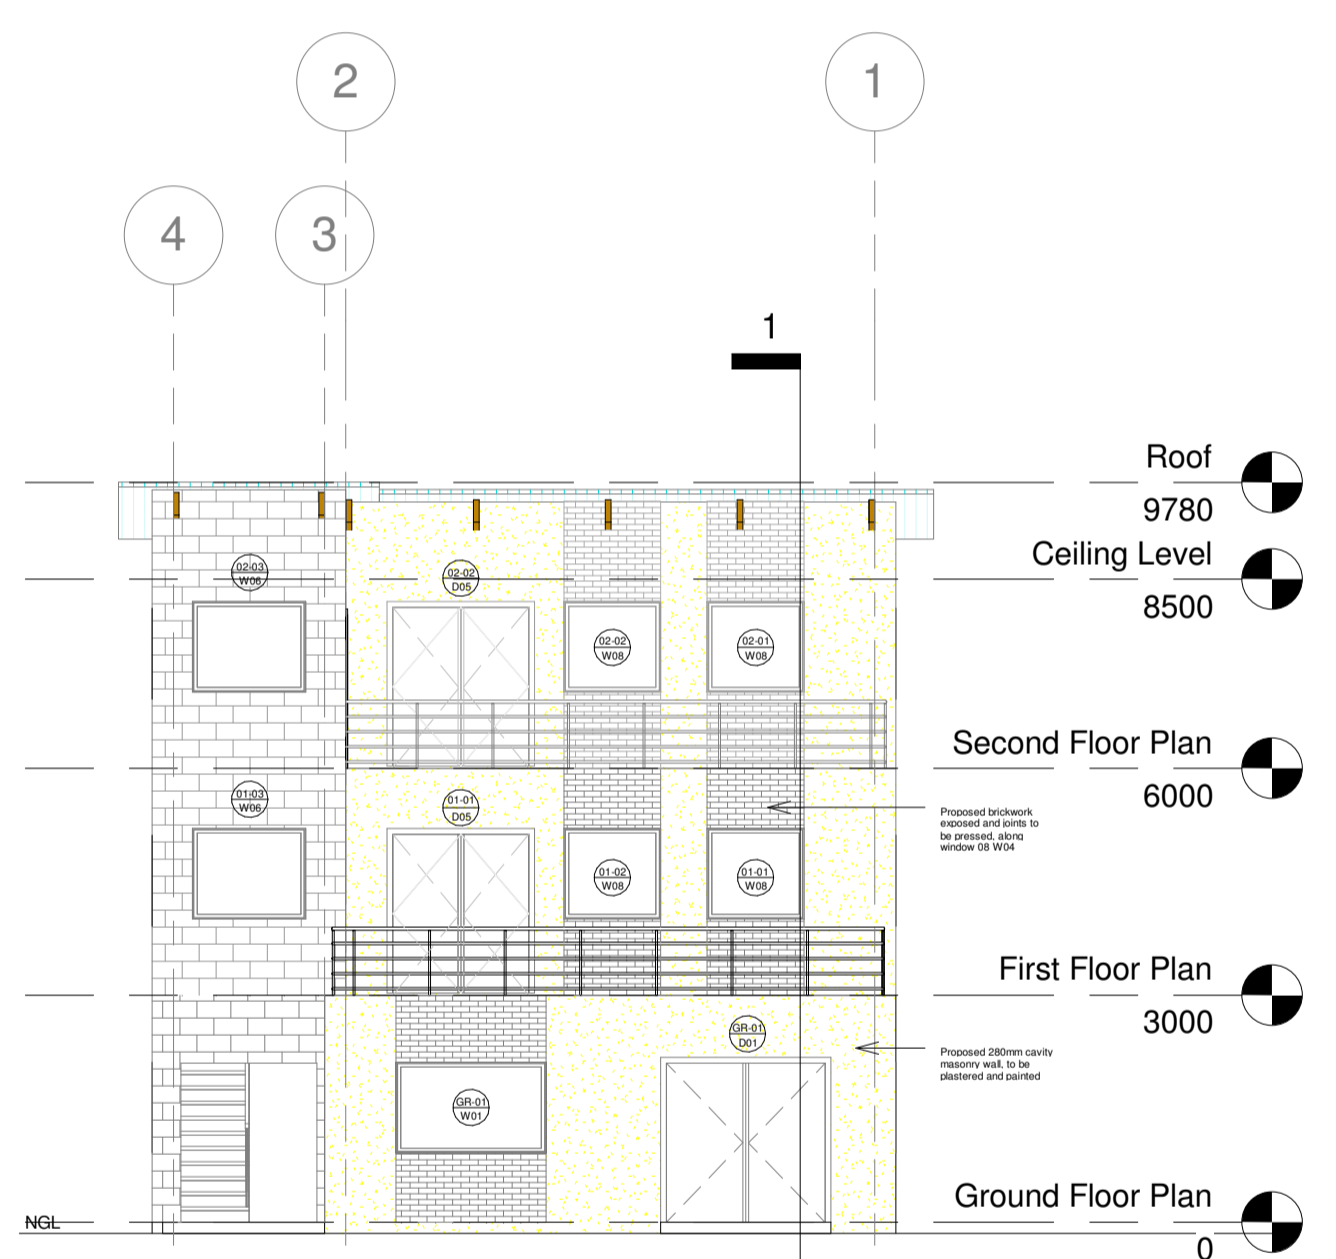 2
1
4
3
1
Roof
9780
Ceiling Level
8500
02-03
W06
02-02
D05
02-02
W08
02-01
W08
Second Floor Plan
6000
01-03
W06
01-01
D05
Proposed brickwork
exposed and joints to
be pressed, along
window 08 W04
01-02
W08
01-01
W08
First Floor Plan
3000
GR-01
D01
Proposed 280mm cavity
masonry wall, to be
plastered and painted
GR-01
W01
Ground Floor Plan
NGL
0